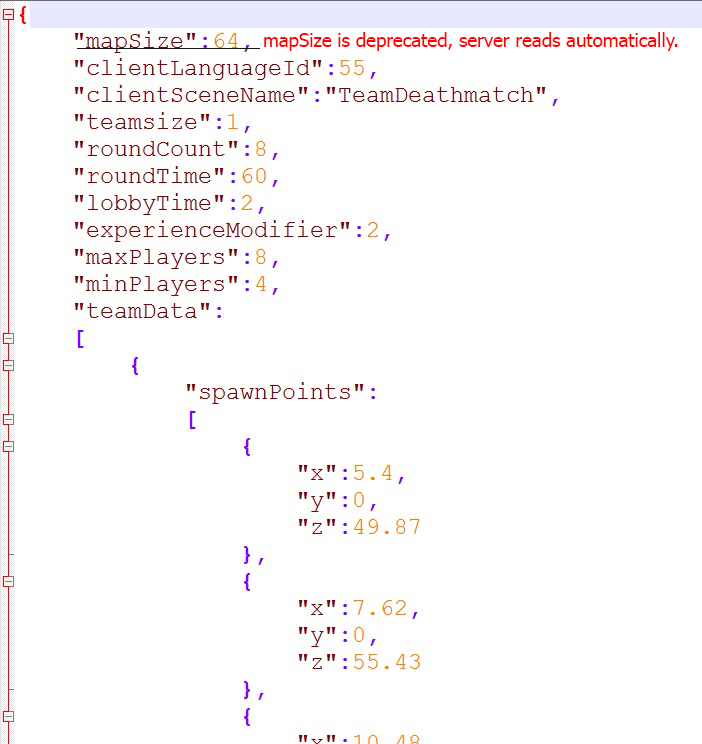 {
"mapSize":64, mapSize is deprecated, server reads automatically.
"clientLanguageId":55,
"clientSceneName":"TeamDeathmatch",
"teamsize":1,
"roundCount":8,
"roundTime":60,
"lobbyTime":2,
"experienceModifier":2,
"maxPlayers":8,
"minPlayers":4,
"teamData":
[
{
"spawnPoints":
[
{
"x":5.4,
"y":0,
"z":49.87
},
{
"x":7.62,
"y":0,
"z":55.43
},
{
"x":10.48